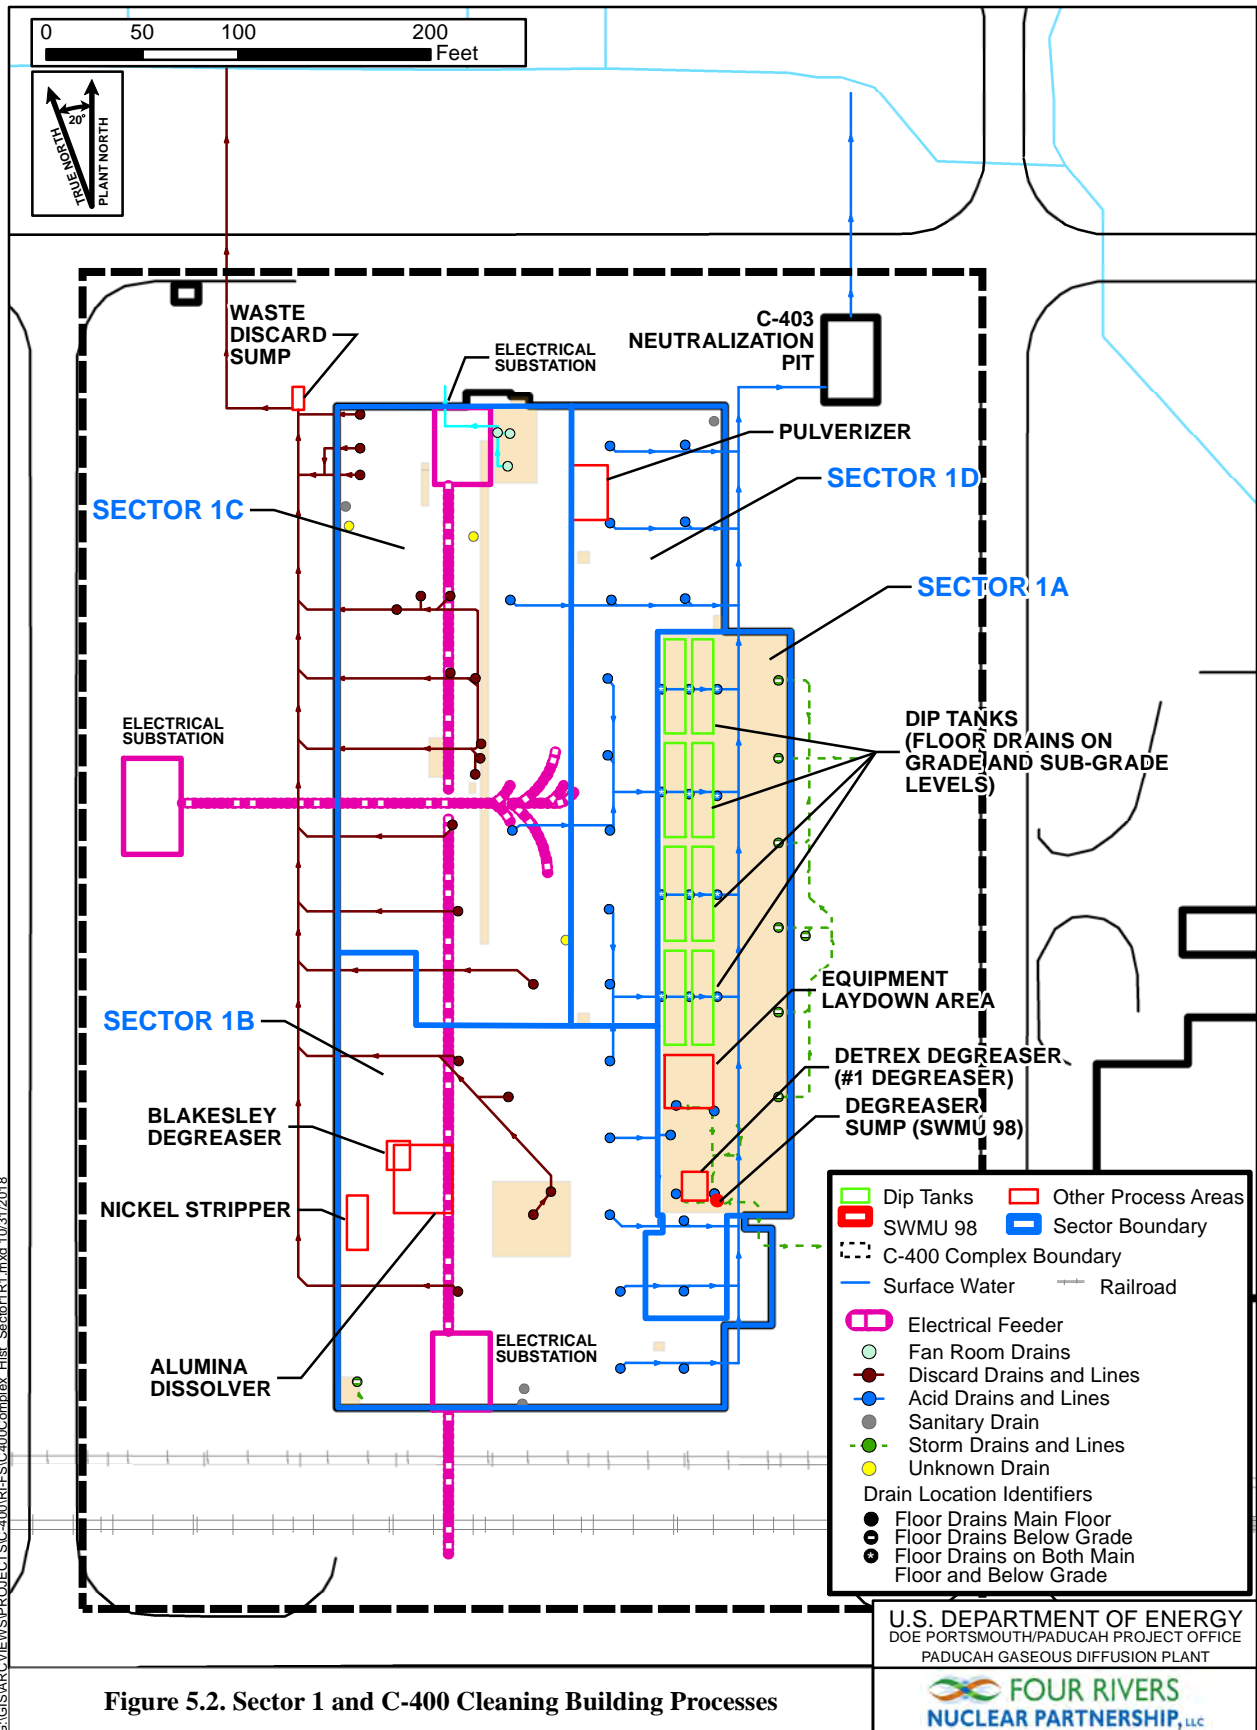 0 50 100 200
Feet
20°
TRUE NORTH
PLANT NORTH
WASTE
DISCARD
SUMP
ELECTRICAL
SUBSTATION
C-403
NEUTRALIZATION
PIT
PULVERIZER
SECTOR 1C
SECTOR 1D
SECTOR 1A
ELECTRICAL
SUBSTATION
DIP TANKS
(FLOOR DRAINS ON
GRADE AND SUB-GRADE
LEVELS)
EQUIPMENT
LAYDOWN AREA
SECTOR 1B
DETREX DEGREASER
(#1 DEGREASER)
DEGREASER
SUMP (SWMU 98)
BLAKESLEY
DEGREASER
NICKEL STRIPPER
ALUMINA
DISSOLVER
ELECTRICAL
SUBSTATION
Dip Tanks
Other Process Areas
SWMU 98
Sector Boundary
C-400 Complex Boundary
Surface Water
Railroad
Electrical Feeder
Fan Room Drains
Discard Drains and Lines
Acid Drains and Lines
Sanitary Drain
Storm Drains and Lines
Unknown Drain
Drain Location Identifiers
Floor Drains Main Floor
Floor Drains Below Grade
Floor Drains on Both Main
Floor and Below Grade
U.S. DEPARTMENT OF ENERGY
DOE PORTSMOUTH/PADUCAH PROJECT OFFICE
PADUCAH GASEOUS DIFFUSION PLANT
FOUR RIVERS
NUCLEAR PARTNERSHIP, LLC
Figure 5.2. Sector 1 and C-400 Cleaning Building Processes